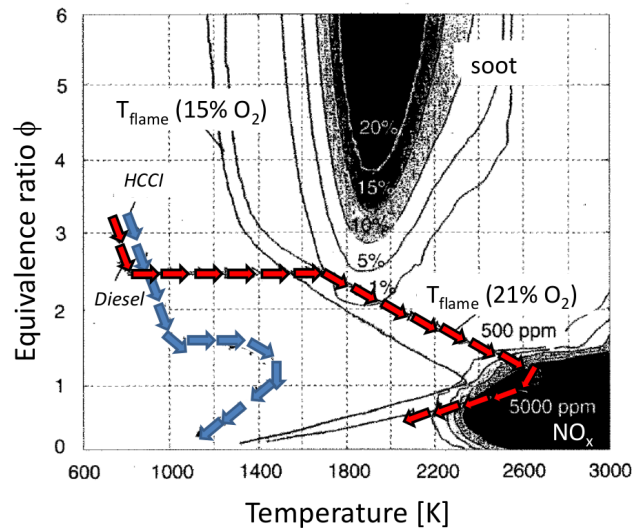 6
soot
5
T_flame (15% O₂)
20%
4
15%
HCCI
10%
3
5%
Diesel
1%
T_flame (21% O₂)
2
500 ppm
1
5000 ppm
NOₓ
0
600 1000 1400 1800 2200 2600 3000
Equivalence ratio ϕ
Temperature [K]